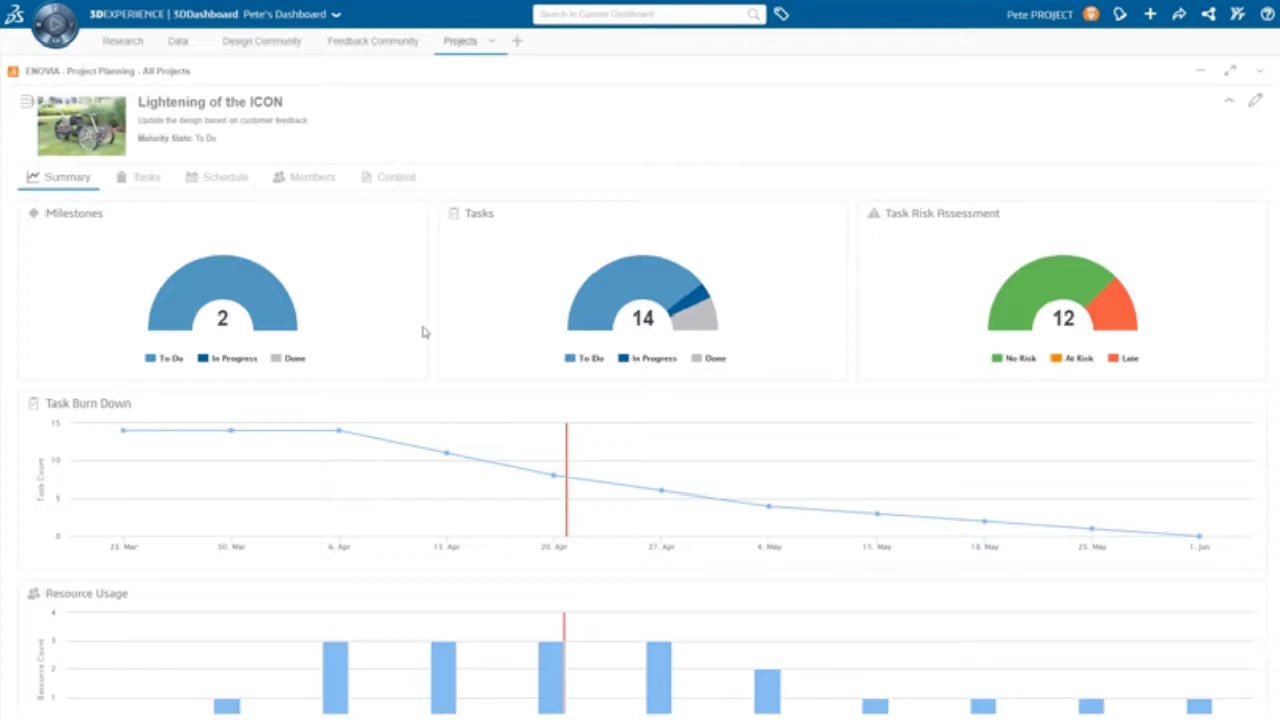 3DEXPERIENCE | 3DDashboard Pete's Dashboard
Search In Current Dashboard
Pete PROJECT
Research
Data
Design Community
Feedback Community
Projects
ENOVIA - Project Planning - All Projects
Lightening of the ICON
Update the design based on customer feedback
Maturity State: To Do
Summary
Tasks
Schedule
Members
Content
Milestones
2
To Do
In Progress
Done
Tasks
14
To Do
In Progress
Done
Task Risk Assessment
12
No Risk
At Risk
Late
Task Burn Down
Task Count
15
10
5
0
23. Mar
30. Mar
6. Apr
13. Apr
20. Apr
27. Apr
4. May
11. May
18. May
25. May
1. Jun
Resource Usage
Resource Count
4
3
2
1